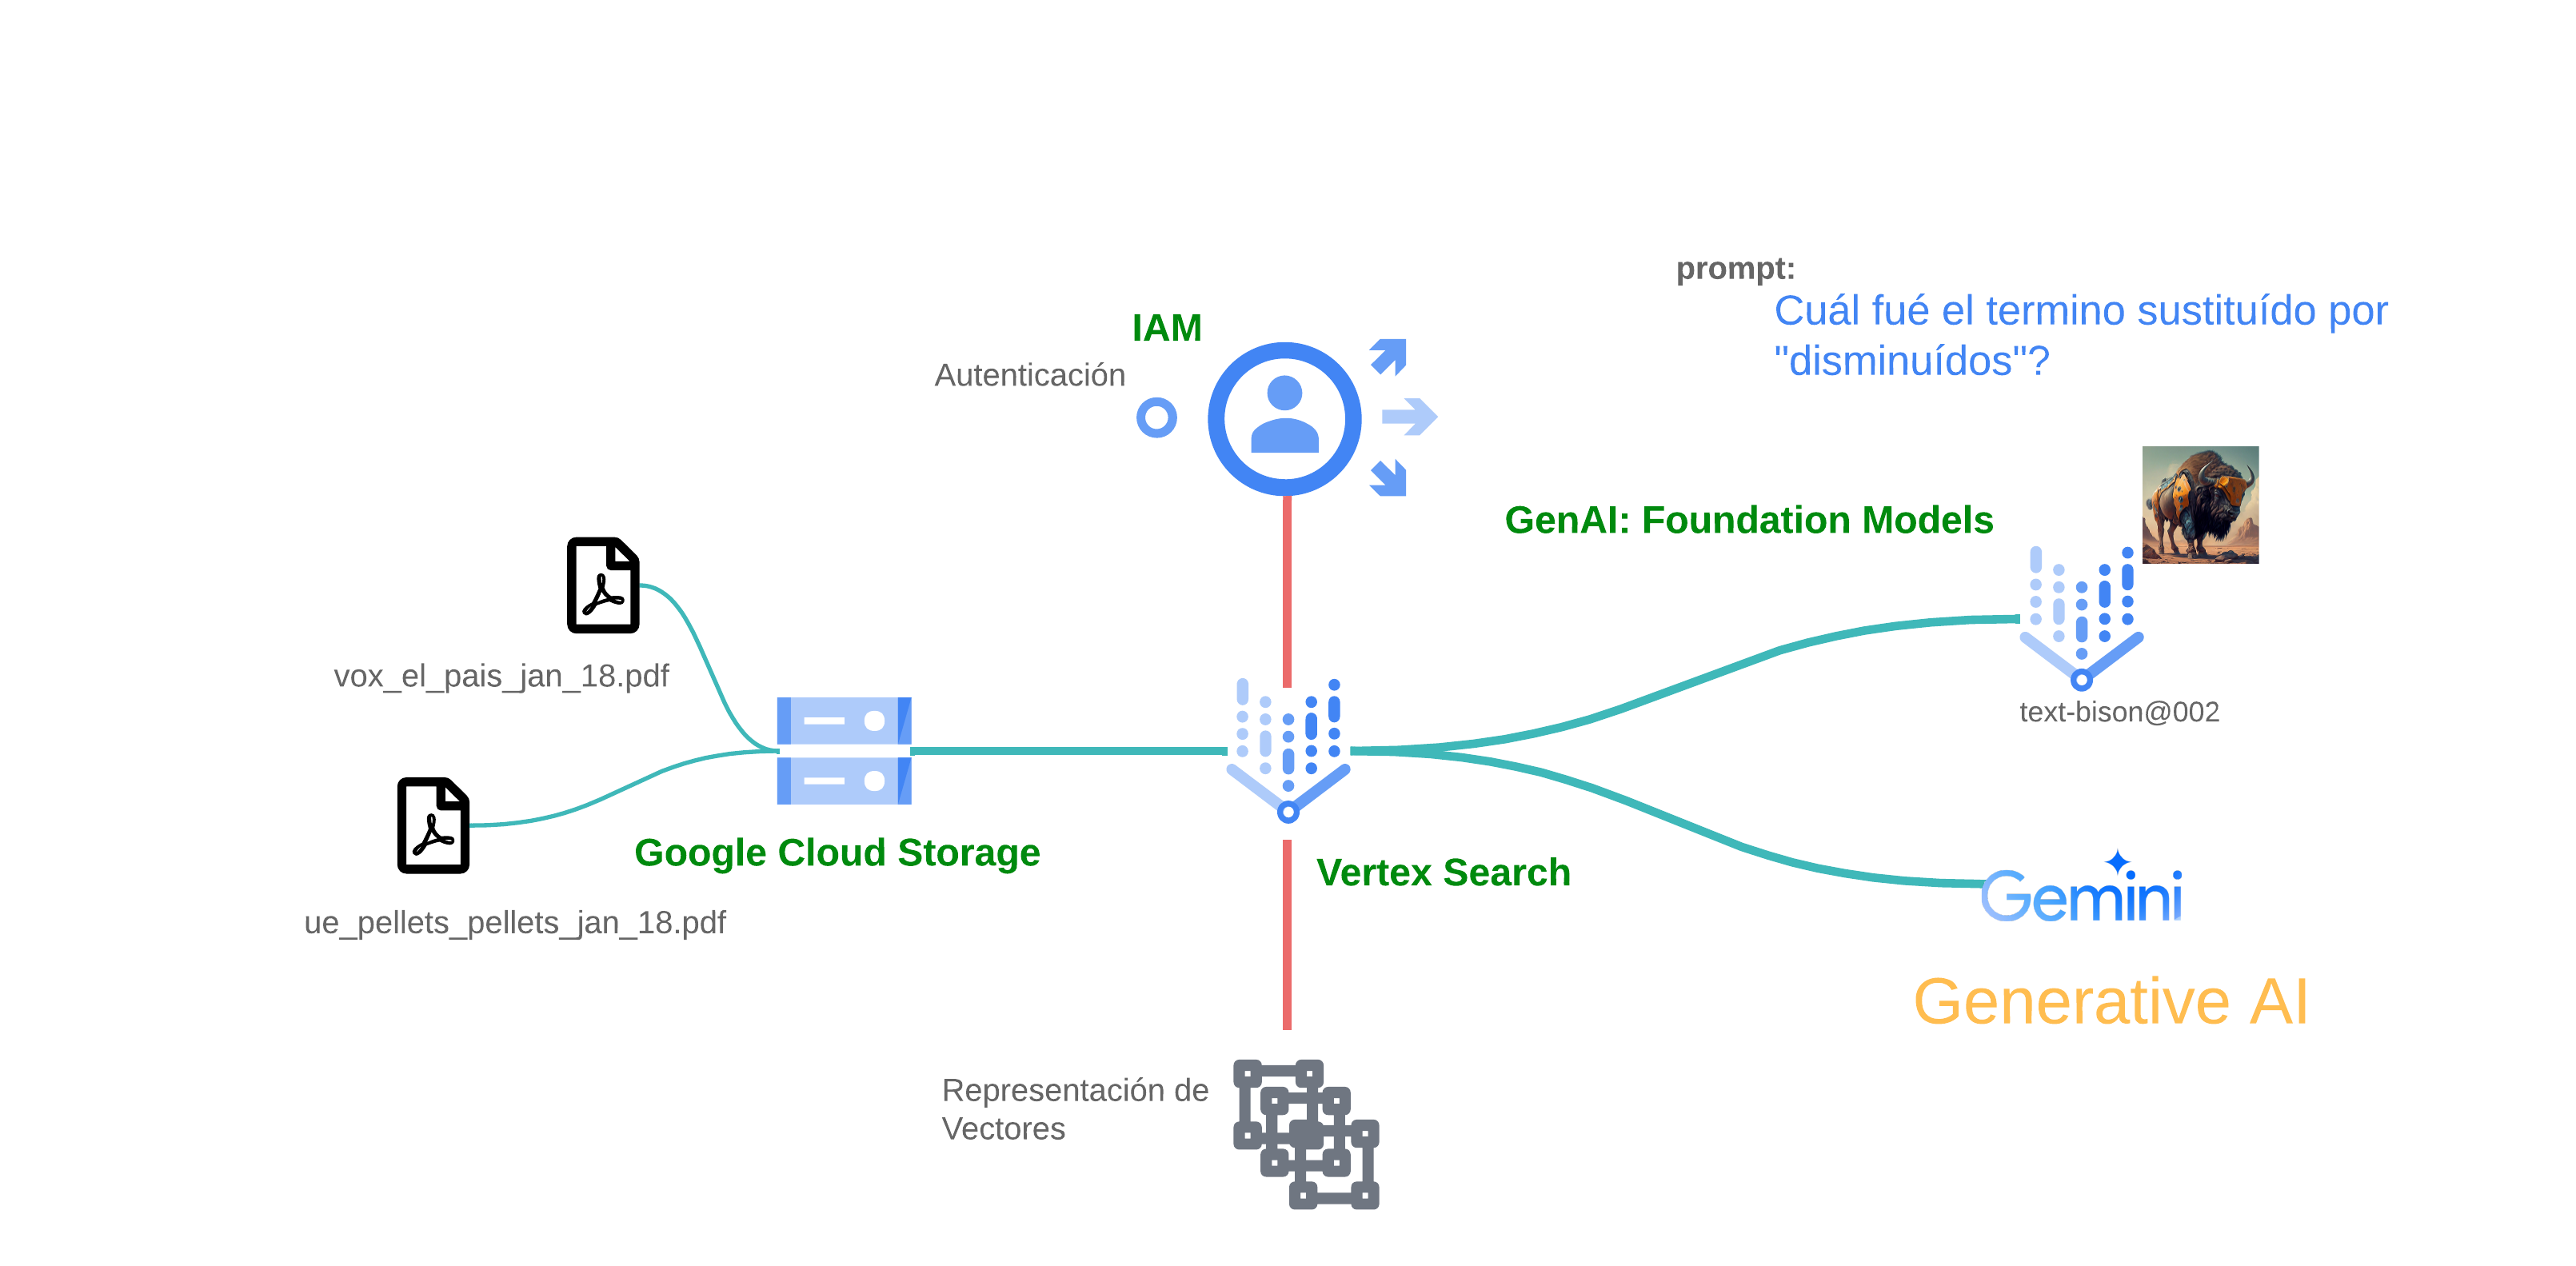 prompt:
Cuál fué el termino sustituído por
"disminuídos"?
IAM
Autenticación
GenAI: Foundation Models
vox_el_pais_jan_18.pdf
text-bison@002
Google Cloud Storage
Vertex Search
ue_pellets_pellets_jan_18.pdf
Gemini
Generative AI
Representación de
Vectores